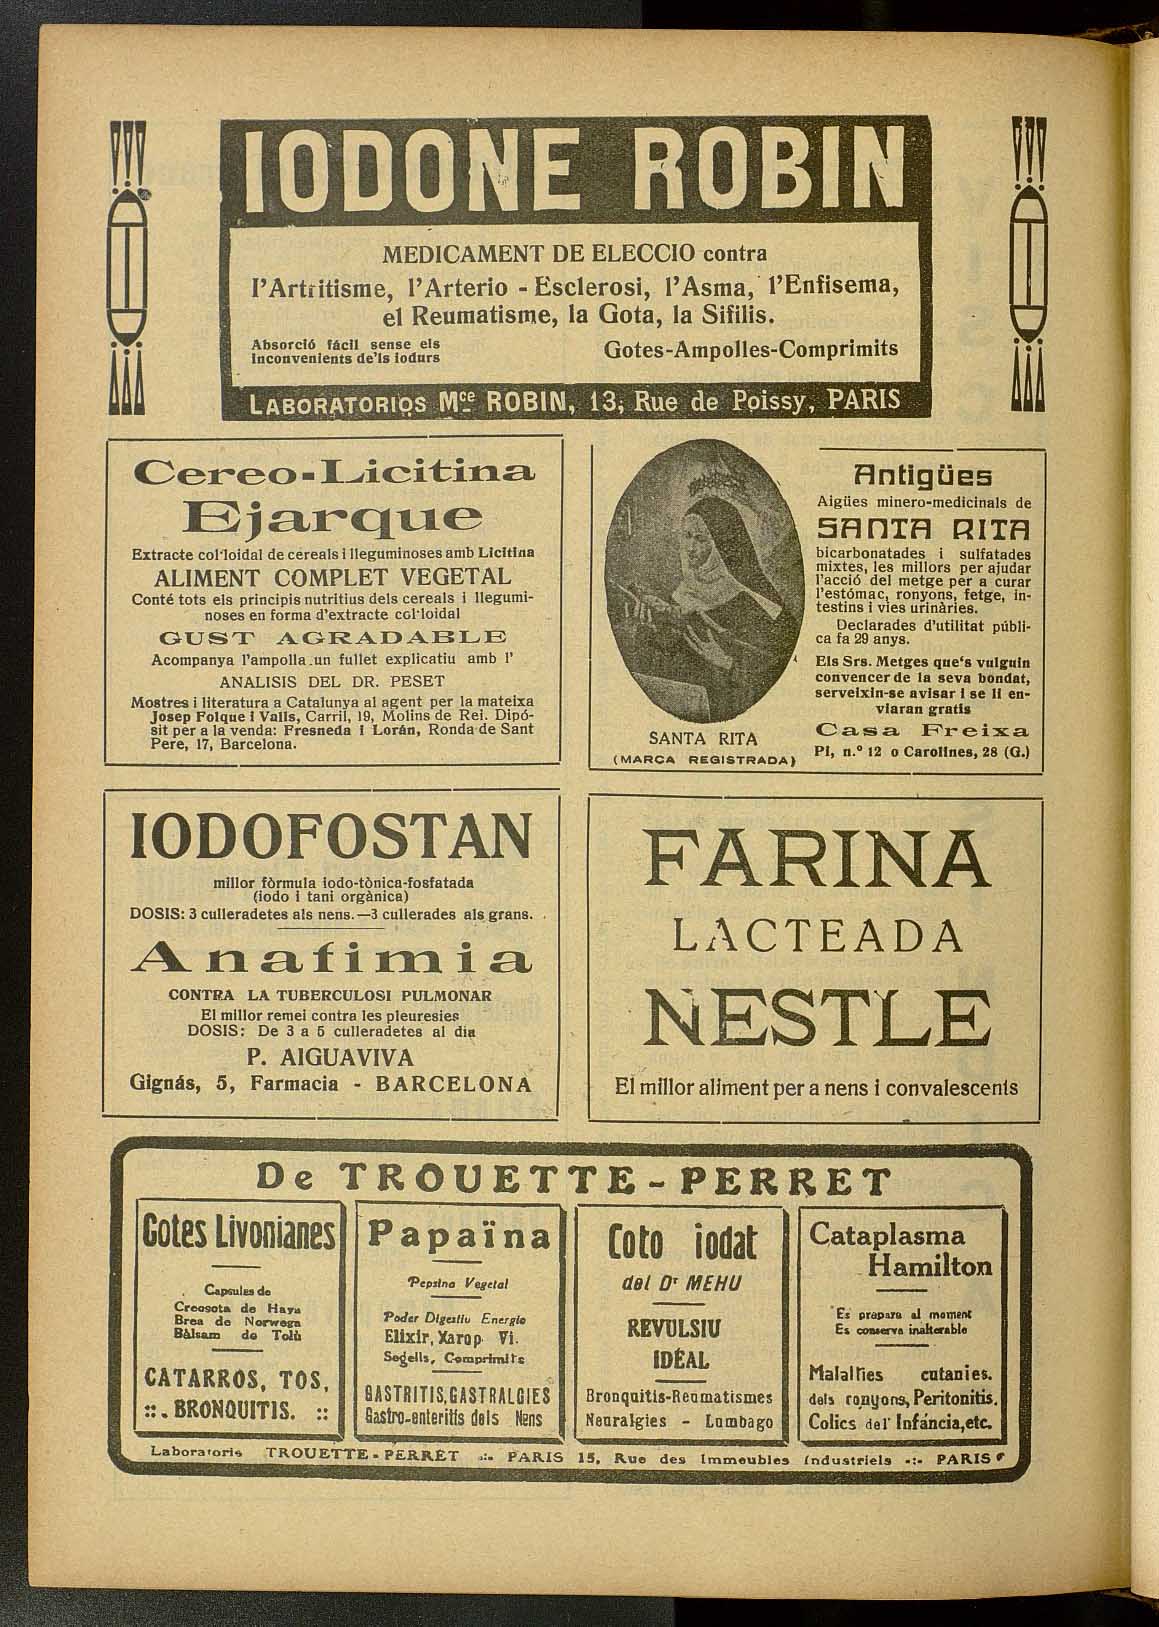 IODONE ROBIN
MEDICAMENT DE ELECCIO contra
l'Artritisme, l'Arterio - Esclerosi, l'Asma, l'Enfisema,
el Reumatisme, la Gota, la Sifilis.
Absorció fácil sense els
inconvenients de'ls iodurs
Gotes-Ampolles-Comprimits
LABORATORIOS Mce ROBIN, 13, Rue de Poissy, PARIS
Cereo-Licitina
Ejarque
Extracte col·loidal de cereals i lleguminoses amb Licitina
ALIMENT COMPLET VEGETAL
Conté tots els principis nutritius dels cereals i llegumi-
noses en forma d'extracte col·loidal
GUST AGRADABLE
Acompanya l'ampolla un fullet explicatiu amb l'
ANALISIS DEL DR. PESET
Mostres i literatura a Catalunya al agent per la mateixa
Josep Folque i Valls, Carril, 19, Molins de Rei. Dipó-
sit per a la venda: Fresneda i Lorán, Ronda de Sant
Pere, 17, Barcelona.
SANTA RITA
(MARCA REGISTRADA)
Antigües
Aigües minero-medicinals de
SANTA RITA
bicarbonatades i sulfatades
mixtes, les millors per ajudar
l'acció del metge per a curar
l'estómac, ronyons, fetge, in-
testins i vies urinàries.
Declarades d'utilitat públi-
ca fa 29 anys.
Els Srs. Metges que's vulguin
convencer de la seva bondat,
serveixin-se avisar i se li en-
viaran gratis
Casa Freixa
Pl, n.º 12 o Carolines, 28 (G.)
IODOFOSTAN
millor fòrmula iodo-tònica-fosfatada
(iodo i tani orgànica)
DOSIS: 3 culleradetes als nens.—3 cullerades als grans.
Anafimia
CONTRA LA TUBERCULOSI PULMONAR
El millor remei contra les pleuresies
DOSIS: De 3 a 5 culleradetes al dia
P. AIGUAVIVA
Gignás, 5, Farmacia - BARCELONA
FARINA
LACTEADA
NESTLE
El millor aliment per a nens i convalescents
De TROUETTE-PERRET
Gotes Livonianes
Capsules de
Creosota de Haya
Brea de Norwega
Bàlsam de Tolù
CATARROS, TOS,
::. BRONQUITIS. ::
Papaïna
Pepsina Vegetal
Poder Digestiu Energie
Elixir, Xarop Vi.
Segells, Comprimits
GASTRITIS, GASTRALGIES
Gastro-enteritis dels Nens
Coto iodat
del Dr MEHU
REVULSIU
IDÉAL
Bronquitis-Reumatismes
Neuralgies - Lumbago
Cataplasma
Hamilton
Es prepara al moment
Es conserva inalterable
Malalties cutanies.
dels ronyons, Peritonitis.
Colics del' Infáncia, etc.
Laboratoris TROUETTE-PERRET .:. PARIS 15, Rue des Immeubles Industriels .:. PARIS